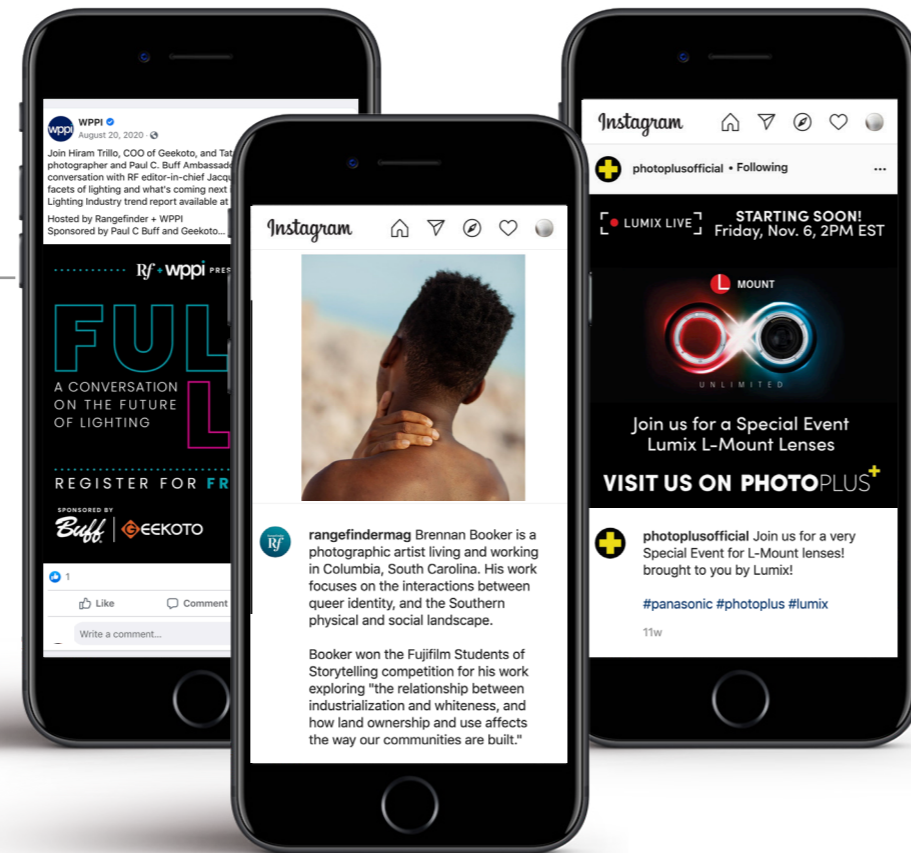 wppi
WPPI
August 20, 2020 ·
Join Hiram Trillo, COO of Geekoto, and
photographer and Paul C. Buff
conversation with RF editor-in-chief
facets of lighting and what's coming next
Lighting Industry trend report available at
Hosted by Rangefinder + WPPI
Sponsored by Paul C Buff and Geekoto...
Rf + wppi
FUL
A CONVERSATION
ON THE FUTURE
OF LIGHTING
L
REGISTER FOR
SPONSORED BY
Buff | GEEKOTO
1
Like Comment
Write a comment...
Instagram
Rf
rangefindermag Brennan Booker is a
photographic artist living and working
in Columbia, South Carolina. His work
focuses on the interactions between
queer identity, and the Southern
physical and social landscape.
Booker won the Fujifilm Students of
Storytelling competition for his work
exploring "the relationship between
industrialization and whiteness, and
how land ownership and use affects
the way our communities are built."
Instagram
photoplusofficial • Following
LUMIX LIVE
STARTING SOON!
Friday, Nov. 6, 2PM EST
L MOUNT
UNLIMITED
Join us for a Special Event
Lumix L-Mount Lenses
VISIT US ON PHOTOPLUS+
photoplusofficial Join us for a very
Special Event for L-Mount lenses!
brought to you by Lumix!
#panasonic #photoplus #lumix
11w